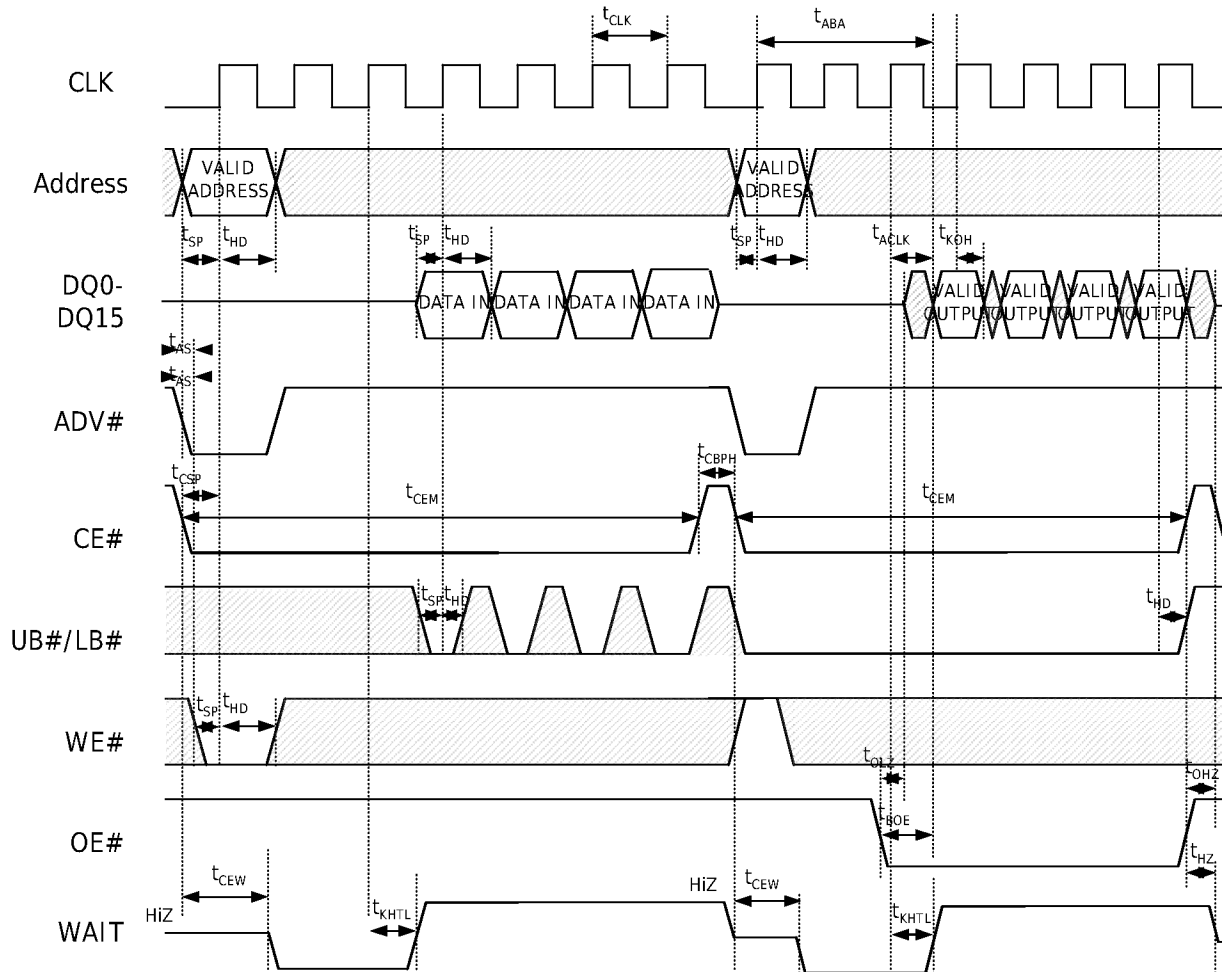 tCLK
tABA
CLK
Address
VALID
ADDRESS
VALID
ADDRESS
tSP
tHD
tSP
tHD
tSP
tHD
tACLK
tKOH
DQ0-
DQ15
DATA IN
DATA IN
DATA IN
DATA IN
VALID
OUTPUT
VALID
OUTPUT
VALID
OUTPUT
VALID
OUTPUT
tAS
tAS
ADV#
tCBPH
tCSP
tCEM
tCEM
CE#
tSP
tHD
tHD
UB#/LB#
tSP
tHD
WE#
tOLZ
tOHZ
tBOE
OE#
tHZ
tCEW
HiZ
tCEW
HiZ
tKHTL
tKHTL
WAIT